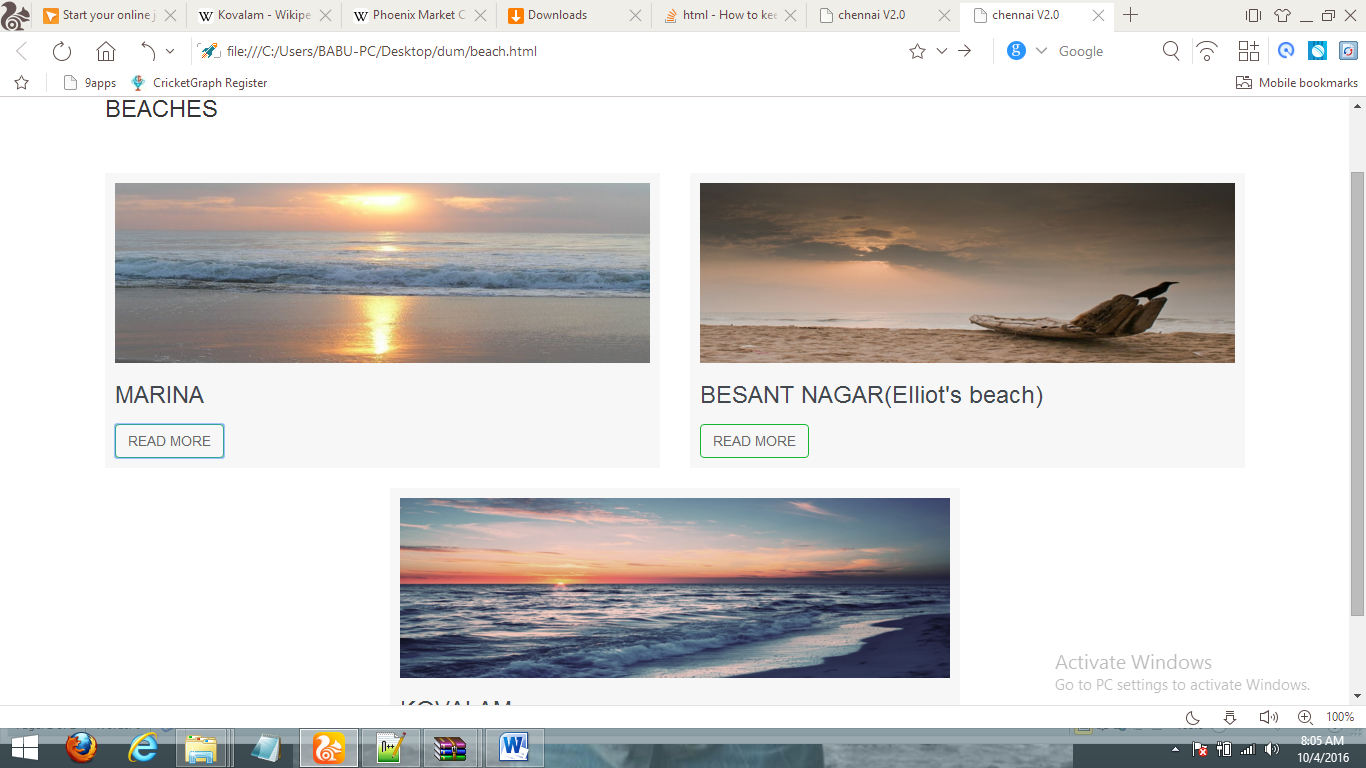 Start your online j
Kovalam - Wikipe
Phoenix Market C
Downloads
html - How to kee
chennai V2.0
chennai V2.0
file:///C:/Users/BABU-PC/Desktop/dum/beach.html
g
Google
9apps
CricketGraph Register
Mobile bookmarks
BEACHES
MARINA
READ MORE
BESANT NAGAR(Elliot's beach)
READ MORE
KOVALAM
Activate Windows
Go to PC settings to activate Windows.
100%
8:05 AM
10/4/2016